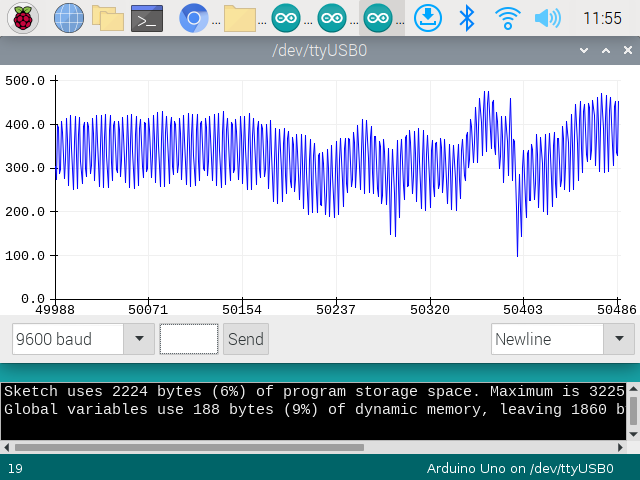 ... ... ... ... ... 11:55
/dev/ttyUSB0
500.0
400.0
300.0
200.0
100.0
0.0
49988 50071 50154 50237 50320 50403 50486
9600 baud Send Newline
Sketch uses 2224 bytes (6%) of program storage space. Maximum is 3225
Global variables use 188 bytes (9%) of dynamic memory, leaving 1860 b
19 Arduino Uno on /dev/ttyUSB0